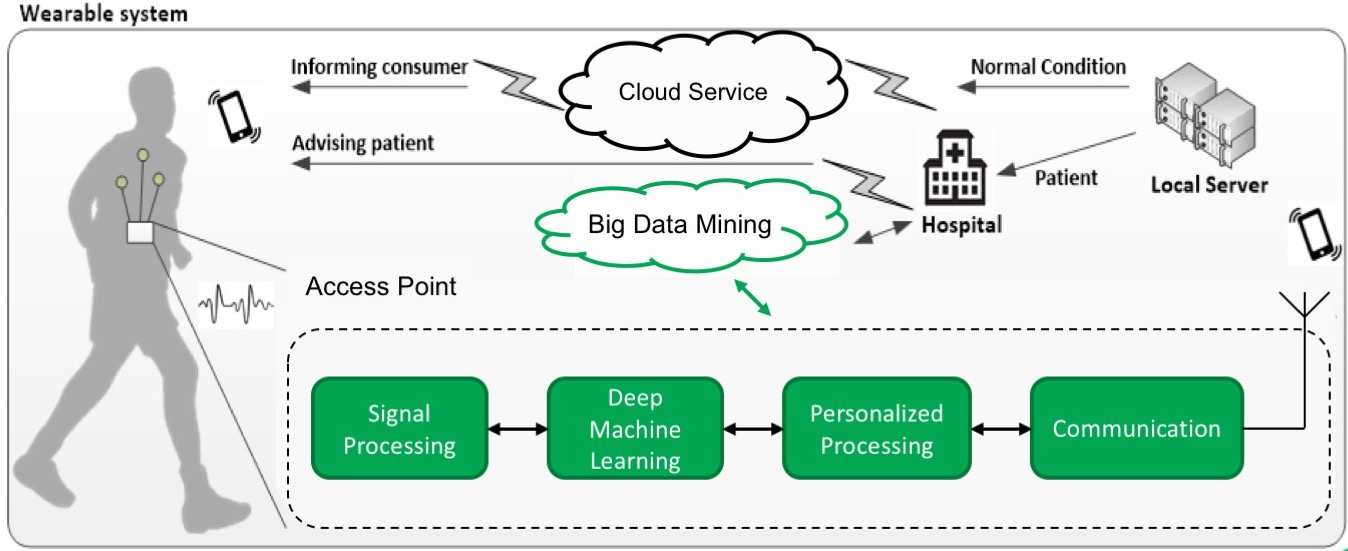 Wearable system
Informing consumer
Cloud Service
Normal Condition
Advising patient
Patient
Local Server
Big Data Mining
Hospital
Access Point
Signal
Processing
Deep
Machine
Learning
Personalized
Processing
Communication